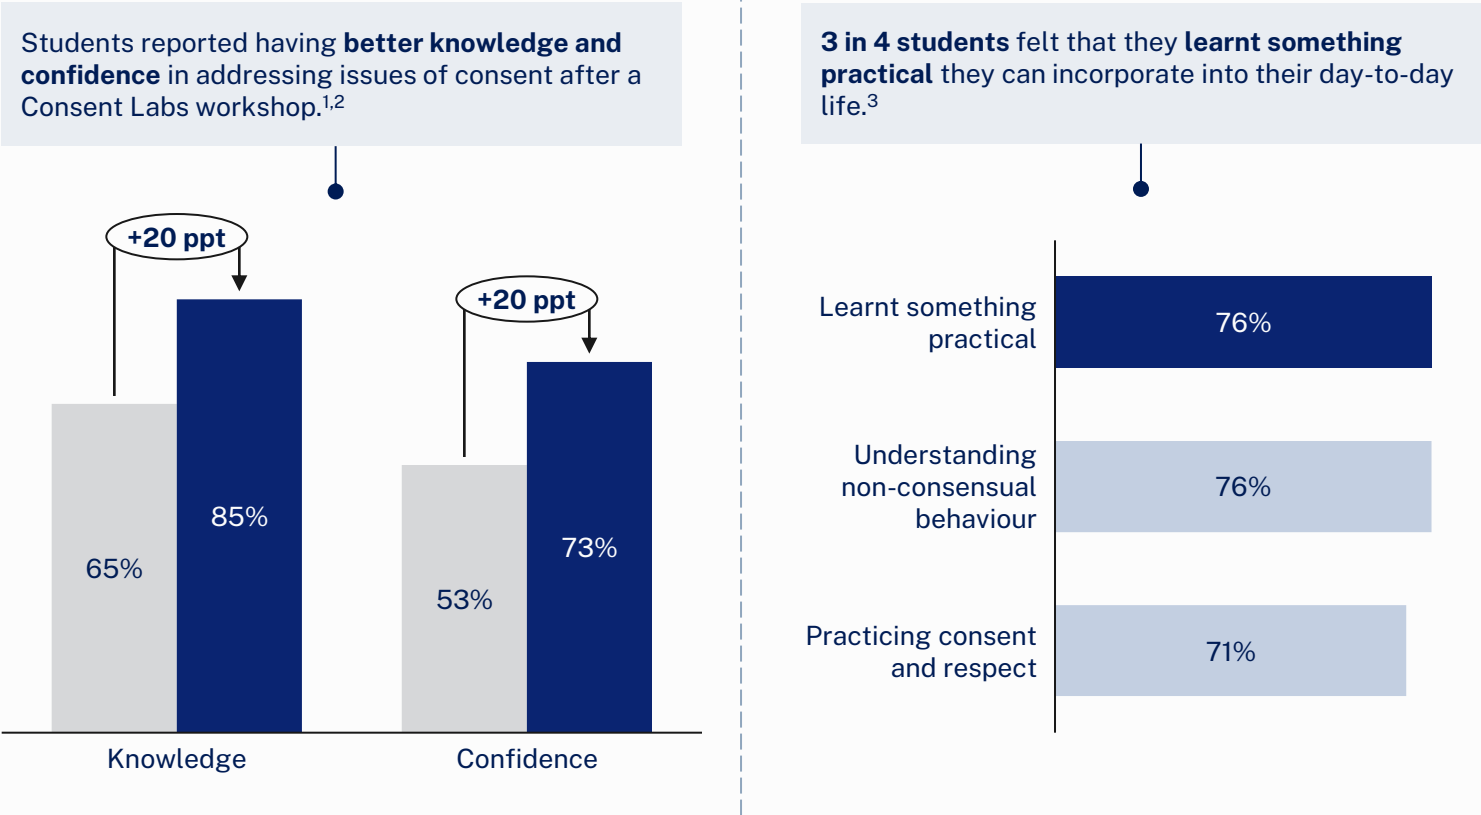 Students reported having better knowledge and
confidence in addressing issues of consent after a
Consent Labs workshop.1,2
+20 ppt
+20 ppt
65%
85%
53%
73%
Knowledge
Confidence
3 in 4 students felt that they learnt something
practical they can incorporate into their day-to-day
life.3
Learnt something
practical
76%
Understanding
non-consensual
behaviour
76%
Practicing consent
and respect
71%